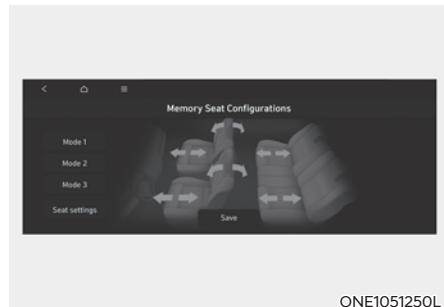 Memory Seat Configurations
Mode 1
Mode 2
Mode 3
Seat settings
Save
ONE1051250L